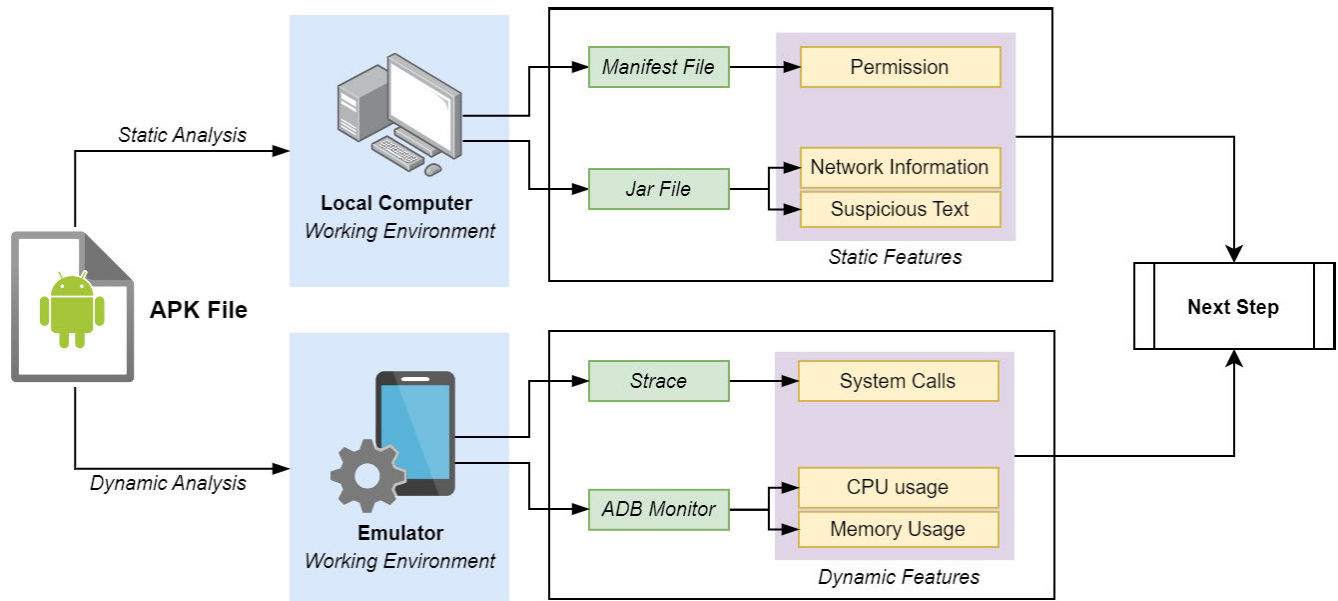 APK File
Static Analysis
Local Computer
Working Environment
Manifest File
Permission
Jar File
Network Information
Suspicious Text
Static Features
Dynamic Analysis
Emulator
Working Environment
Strace
System Calls
ADB Monitor
CPU usage
Memory Usage
Dynamic Features
Next Step